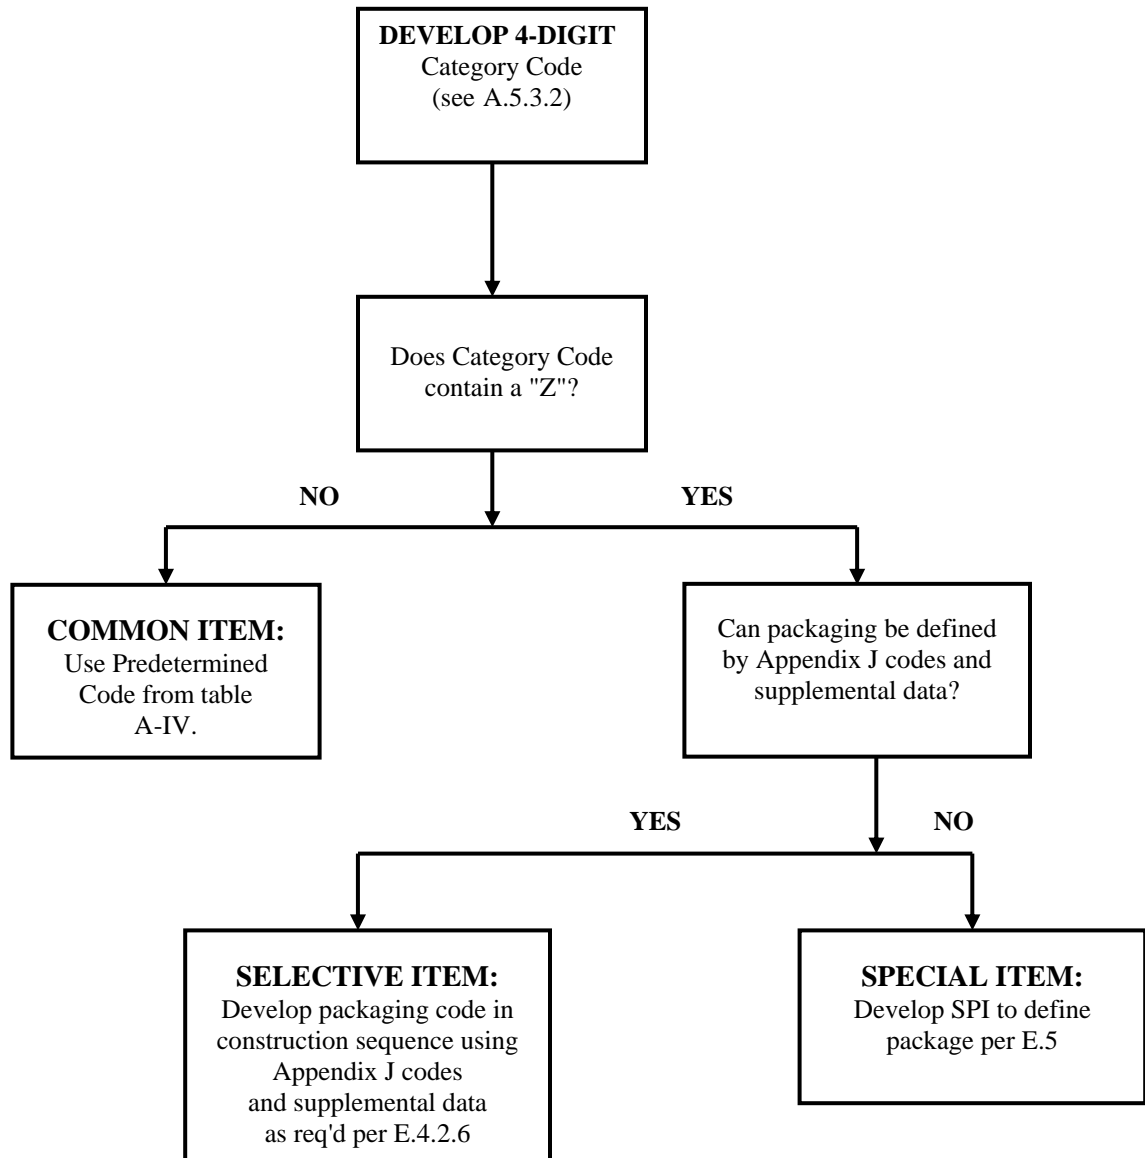 DEVELOP 4-DIGIT
Category Code
(see A.5.3.2)
Does Category Code
contain a "Z"?
NO
YES
COMMON ITEM:
Use Predetermined
Code from table
A-IV.
Can packaging be defined
by Appendix J codes and
supplemental data?
YES
NO
SELECTIVE ITEM:
Develop packaging code in
construction sequence using
Appendix J codes
and supplemental data
as req'd per E.4.2.6
SPECIAL ITEM:
Develop SPI to define
package per E.5